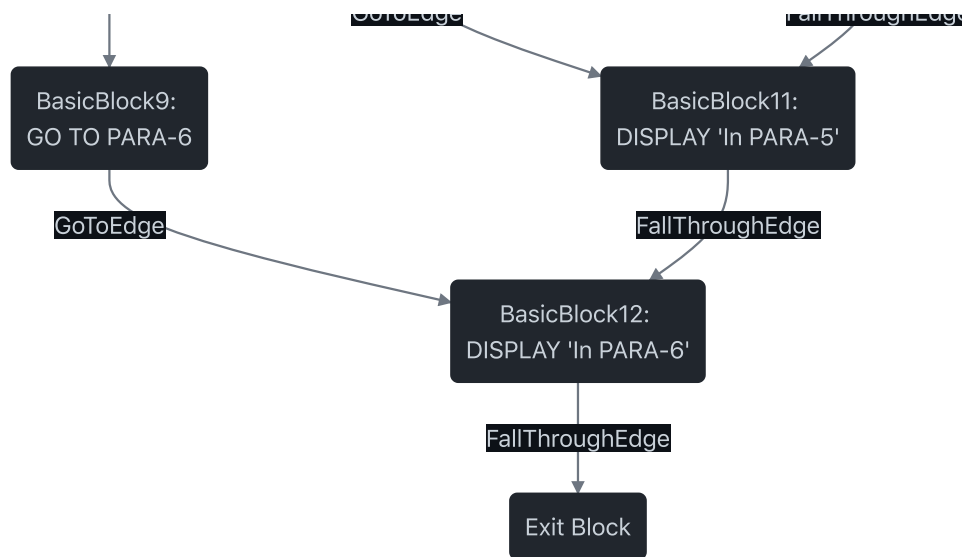 GoToEdge
FallThroughEdge
BasicBlock9:
GO TO PARA-6
BasicBlock11:
DISPLAY 'In PARA-5'
GoToEdge
FallThroughEdge
BasicBlock12:
DISPLAY 'In PARA-6'
FallThroughEdge
Exit Block